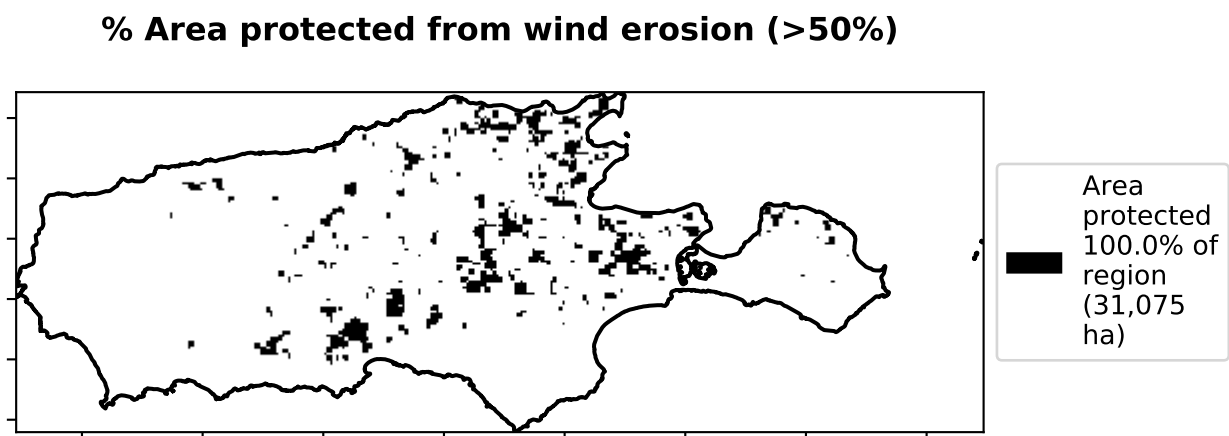 % Area protected from wind erosion (>50%)
Area
protected
100.0% of
region
(31,075
ha)